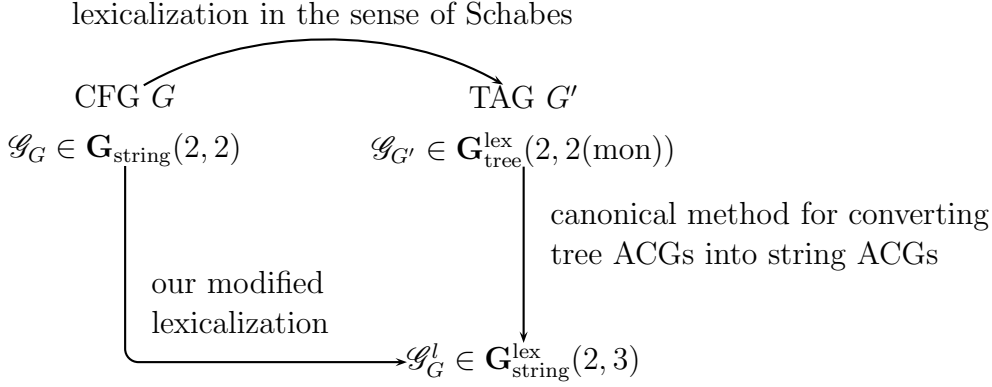 lexicalization in the sense of Schabes
CFG G TAG G′
𝒢_G ∈ G_string(2, 2) 𝒢_G′ ∈ G^lex_tree(2, 2(mon))
canonical method for converting
tree ACGs into string ACGs
our modified
lexicalization
𝒢^l_G ∈ G^lex_string(2, 3)